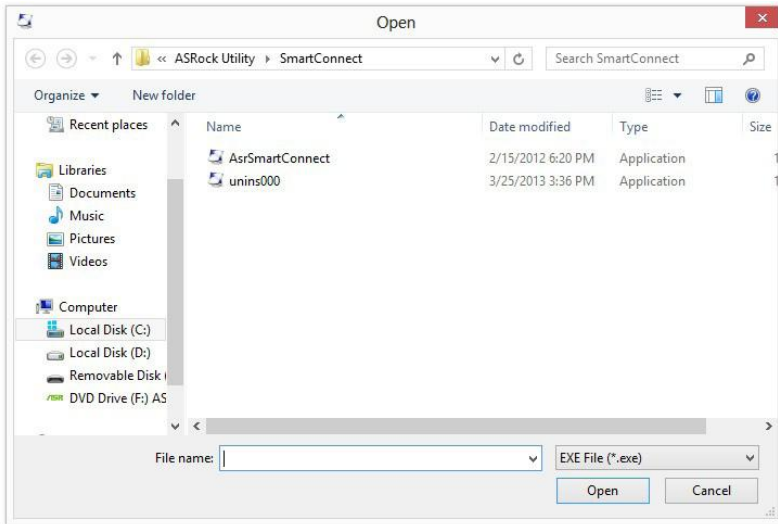 Open
« ASRock Utility ▸ SmartConnect
Search SmartConnect
Organize
New folder
Name
Date modified
Type
Size
AsrSmartConnect
2/15/2012 6:20 PM
Application
1
unins000
3/25/2013 3:36 PM
Application
1
Recent places
Libraries
Documents
Music
Pictures
Videos
Computer
Local Disk (C:)
Local Disk (D:)
Removable Disk (
DVD Drive (F:) AS
File name:
EXE File (*.exe)
Open
Cancel